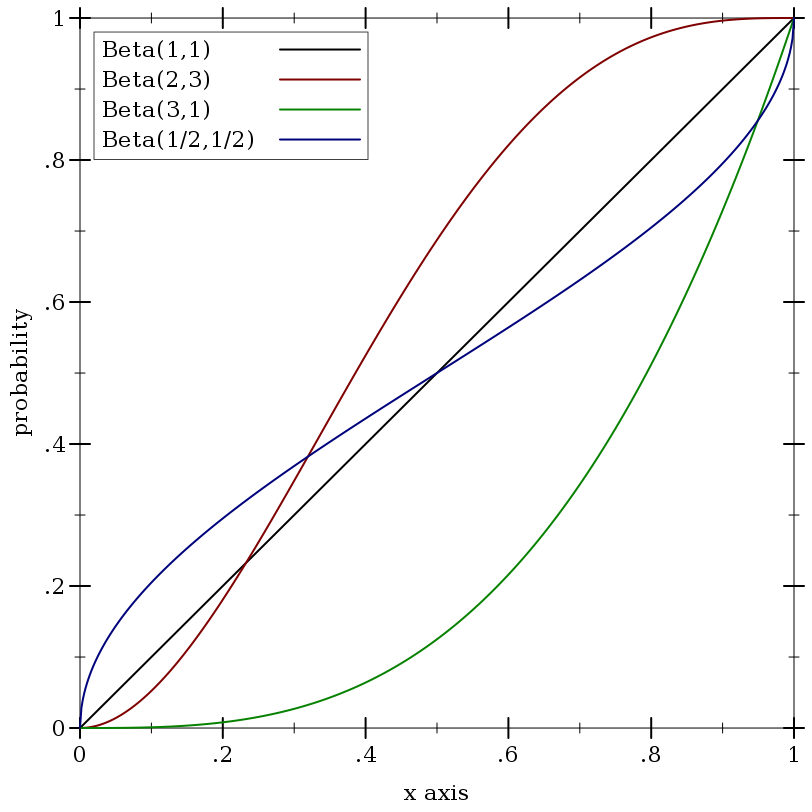 Beta(1,1)
Beta(2,3)
Beta(3,1)
Beta(1/2,1/2)
1
.8
.6
.4
.2
0
probability
0 .2 .4 .6 .8 1
x axis